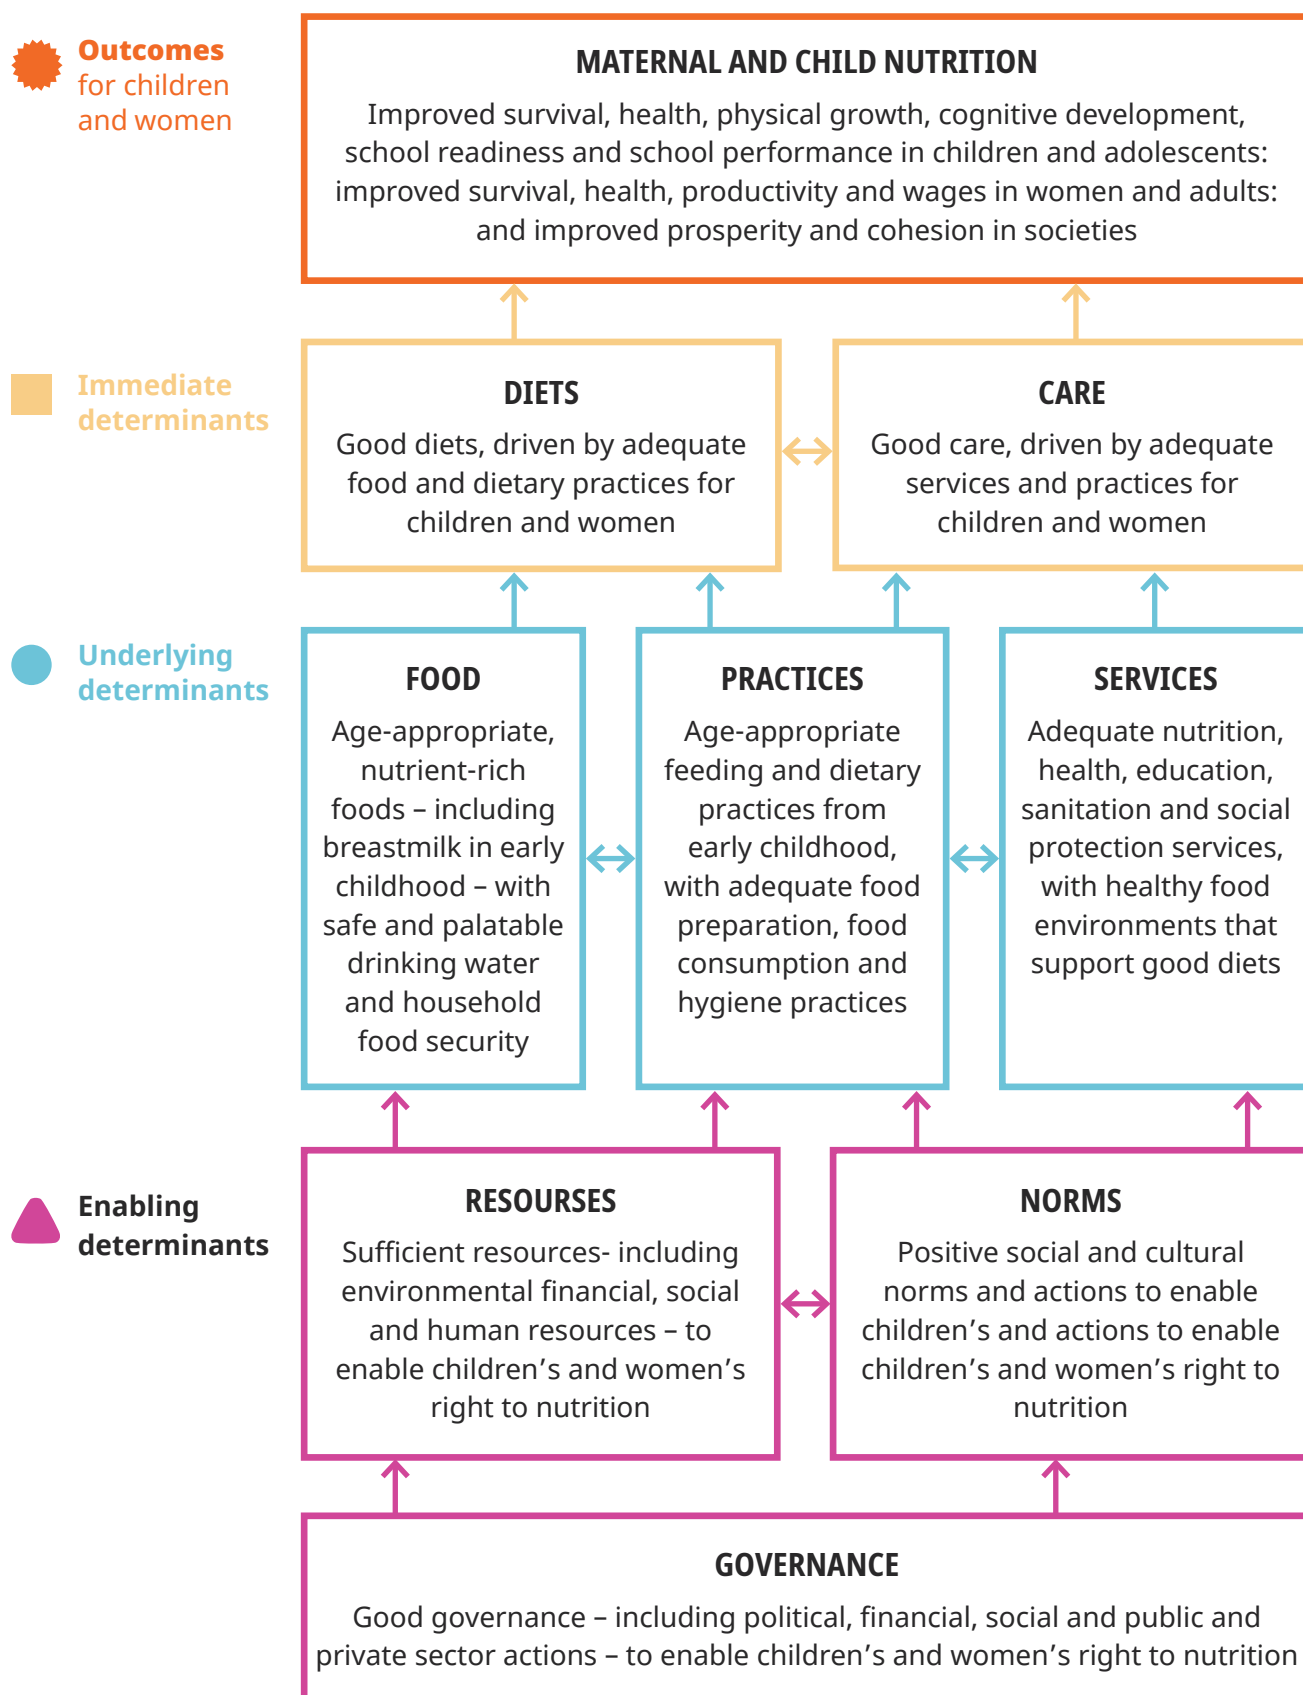 Outcomes
for children
and women
MATERNAL AND CHILD NUTRITION
Improved survival, health, physical growth, cognitive development,
school readiness and school performance in children and adolescents:
improved survival, health, productivity and wages in women and adults:
and improved prosperity and cohesion in societies
Immediate
determinants
DIETS
Good diets, driven by adequate
food and dietary practices for
children and women
CARE
Good care, driven by adequate
services and practices for
children and women
Underlying
determinants
FOOD
Age-appropriate,
nutrient-rich
foods – including
breastmilk in early
childhood – with
safe and palatable
drinking water
and household
food security
PRACTICES
Age-appropriate
feeding and dietary
practices from
early childhood,
with adequate food
preparation, food
consumption and
hygiene practices
SERVICES
Adequate nutrition,
health, education,
sanitation and social
protection services,
with healthy food
environments that
support good diets
Enabling
determinants
RESOURSES
Sufficient resources- including
environmental financial, social
and human resources – to
enable children’s and women’s
right to nutrition
NORMS
Positive social and cultural
norms and actions to enable
children’s and actions to enable
children’s and women’s right to
nutrition
GOVERNANCE
Good governance – including political, financial, social and public and
private sector actions – to enable children’s and women’s right to nutrition